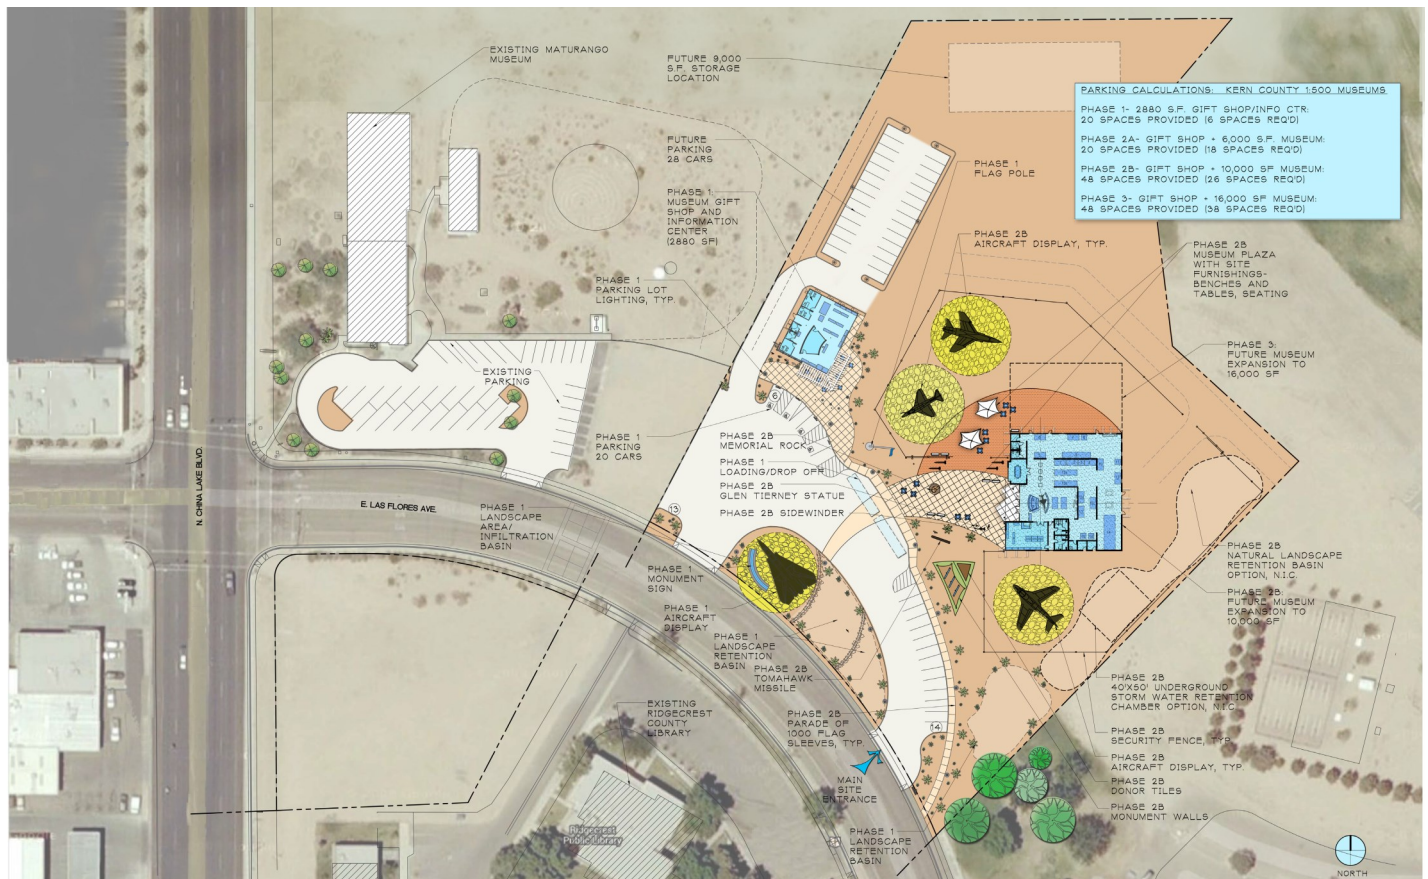 EXISTING MATURANGO
MUSEUM
FUTURE 9,000
S.F. STORAGE
LOCATION
PARKING CALCULATIONS: KERN COUNTY 1:500 MUSEUMS
PHASE 1- 2880 S.F. GIFT SHOP/INFO CTR:
20 SPACES PROVIDED (6 SPACES REQ'D)
PHASE 2A- GIFT SHOP + 6,000 S.F. MUSEUM:
20 SPACES PROVIDED (18 SPACES REQ'D)
PHASE 2B- GIFT SHOP + 10,000 SF MUSEUM:
48 SPACES PROVIDED (26 SPACES REQ'D)
PHASE 3- GIFT SHOP + 16,000 SF MUSEUM:
48 SPACES PROVIDED (38 SPACES REQ'D)
FUTURE
PARKING
28 CARS
PHASE 1
FLAG POLE
PHASE 1:
MUSEUM GIFT
SHOP AND
INFORMATION
CENTER
(2880 SF)
PHASE 2B
AIRCRAFT DISPLAY, TYP.
PHASE 2B
MUSEUM PLAZA
WITH SITE
FURNISHINGS-
BENCHES AND
TABLES, SEATING
PHASE 1
PARKING LOT
LIGHTING, TYP.
PHASE 3:
FUTURE MUSEUM
EXPANSION TO
16,000 SF
EXISTING
PARKING
6
PHASE 1
PARKING
20 CARS
PHASE 2B
MEMORIAL ROCK
PHASE 1
LOADING/DROP OFF
PHASE 2B
GLEN TIERNEY STATUE
PHASE 2B SIDEWINDER
N. CHINA LAKE BLVD.
E. LAS FLORES AVE.
PHASE 1
LANDSCAPE
AREA/
INFILTRATION
BASIN
13
PHASE 2B
NATURAL LANDSCAPE
RETENTION BASIN
OPTION, N.I.C.
PHASE 1
MONUMENT
SIGN
PHASE 2B:
FUTURE MUSEUM
EXPANSION TO
10,000 SF
PHASE 1
AIRCRAFT
DISPLAY
PHASE 1
LANDSCAPE
RETENTION
BASIN
PHASE 2B
TOMAHAWK
MISSILE
PHASE 2B
40'X50' UNDERGROUND
STORM WATER RETENTION
CHAMBER OPTION, N.I.C.
EXISTING
RIDGECREST
COUNTY
LIBRARY
PHASE 2B
PARADE OF
1000 FLAG
SLEEVES, TYP.
14
PHASE 2B
SECURITY FENCE, TYP.
PHASE 2B
AIRCRAFT DISPLAY, TYP.
MAIN
SITE
ENTRANCE
PHASE 2B
DONOR TILES
PHASE 2B
MONUMENT WALLS
Ridgecrest
Public Library
PHASE 1
LANDSCAPE
RETENTION
BASIN
NORTH